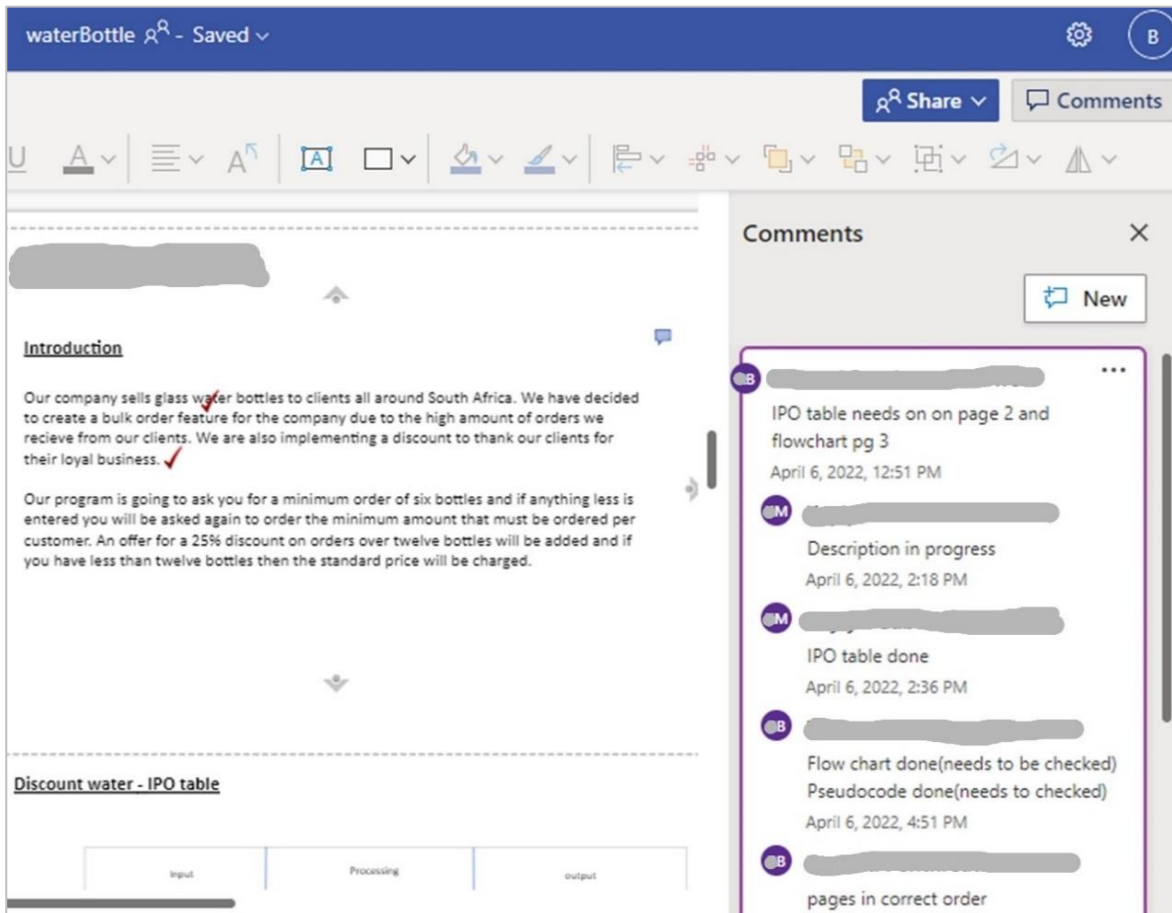 waterBottle - Saved
B
Share
Comments
U A A A
Comments
New
Introduction
Our company sells glass water bottles to clients all around South Africa. We have decided
to create a bulk order feature for the company due to the high amount of orders we
recieve from our clients. We are also implementing a discount to thank our clients for
their loyal business.
Our program is going to ask you for a minimum order of six bottles and if anything less is
entered you will be asked again to order the minimum amount that must be ordered per
customer. An offer for a 25% discount on orders over twelve bottles will be added and if
you have less than twelve bottles then the standard price will be charged.
Discount water - IPO table
Input Processing output
B
IPO table needs on on page 2 and
flowchart pg 3
April 6, 2022, 12:51 PM
M
Description in progress
April 6, 2022, 2:18 PM
M
IPO table done
April 6, 2022, 2:36 PM
B
Flow chart done(needs to be checked)
Pseudocode done(needs to checked)
April 6, 2022, 4:51 PM
B
pages in correct order